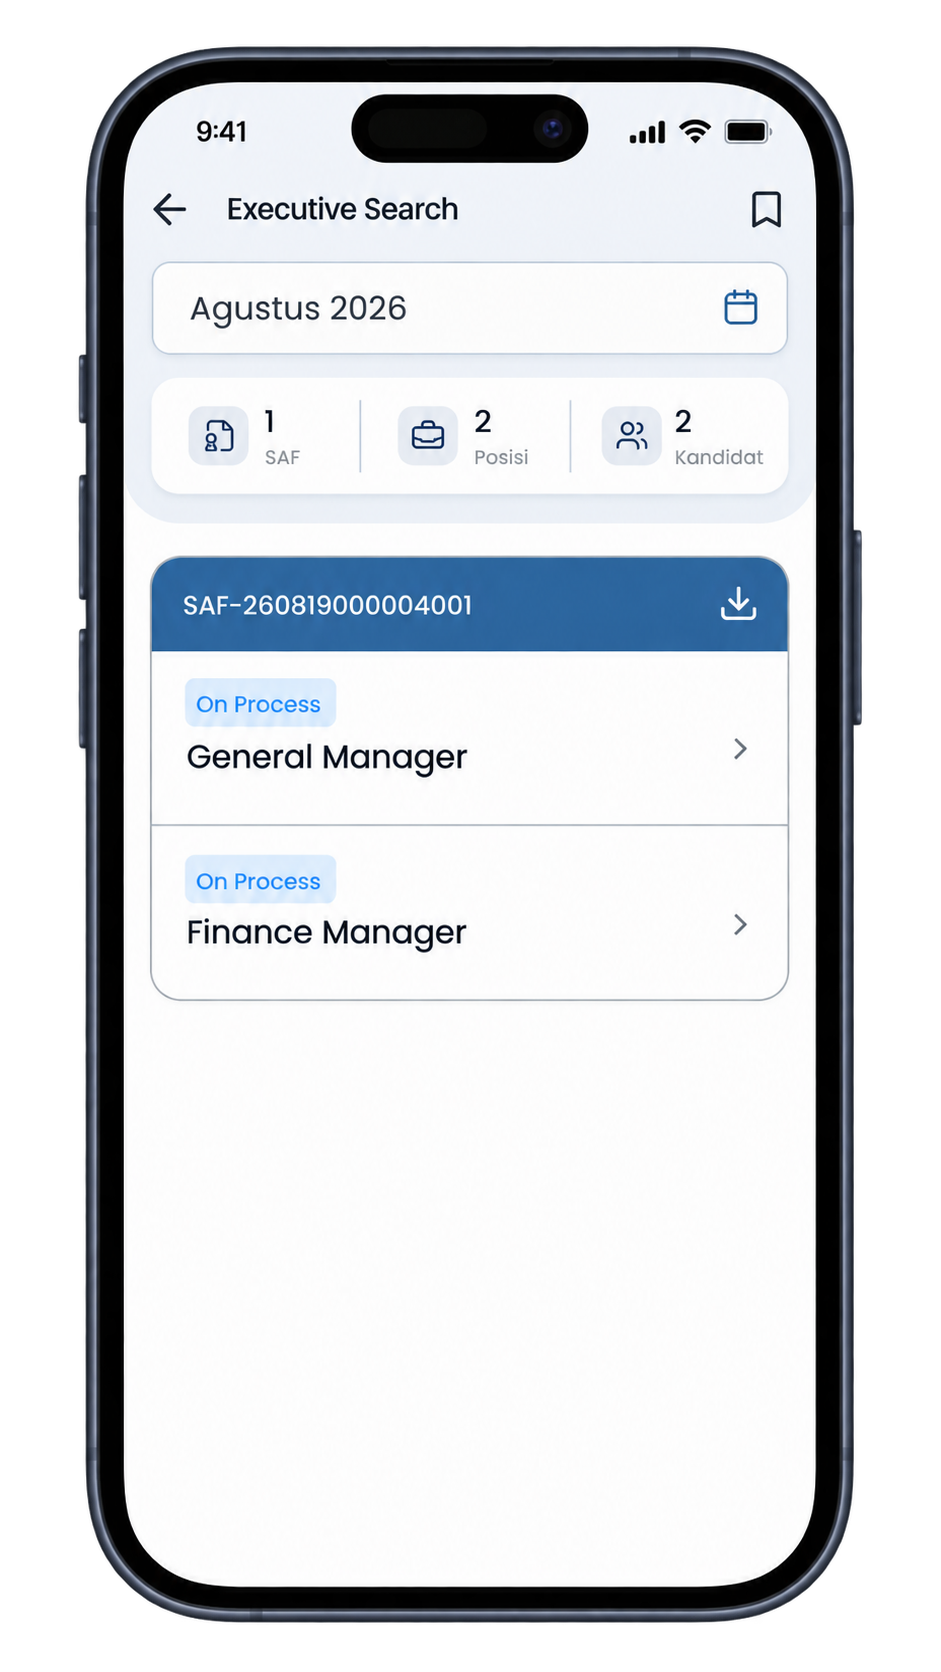 9:41
Executive Search
Agustus 2026
1
SAF
2
Posisi
2
Kandidat
SAF-260819000004001
On Process
General Manager
On Process
Finance Manager